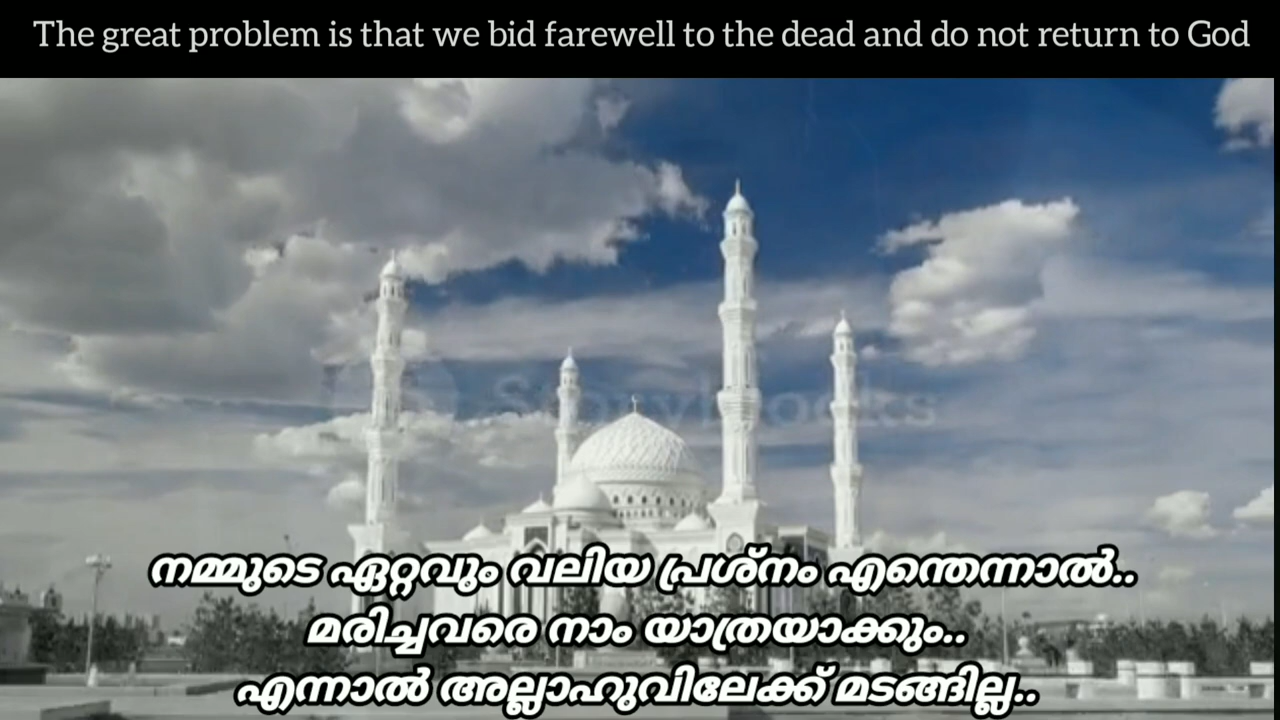 The great problem is that we bid farewell to the dead and do not return to God
Storyblocks
നമ്മുടെ ഏറ്റവും വലിയ പ്രശ്നം എന്തെന്നാൽ..
മരിച്ചവരെ നാം യാത്രയാക്കും..
എന്നാൽ അല്ലാഹുവിലേക്ക് മടങ്ങില്ല..